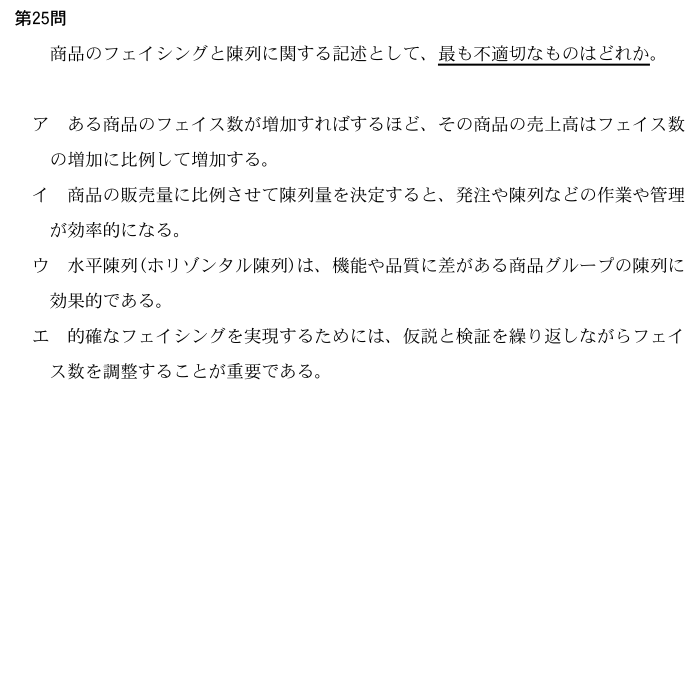 第25問
商品のフェイシングと陳列に関する記述として、最も不適切なものはどれか。
ア　ある商品のフェイス数が増加すればするほど、その商品の売上高はフェイス数
の増加に比例して増加する。
イ　商品の販売量に比例させて陳列量を決定すると、発注や陳列などの作業や管理
が効率的になる。
ウ　水平陳列(ホリゾンタル陳列)は、機能や品質に差がある商品グループの陳列に
効果的である。
エ　的確なフェイシングを実現するためには、仮説と検証を繰り返しながらフェイ
ス数を調整することが重要である。